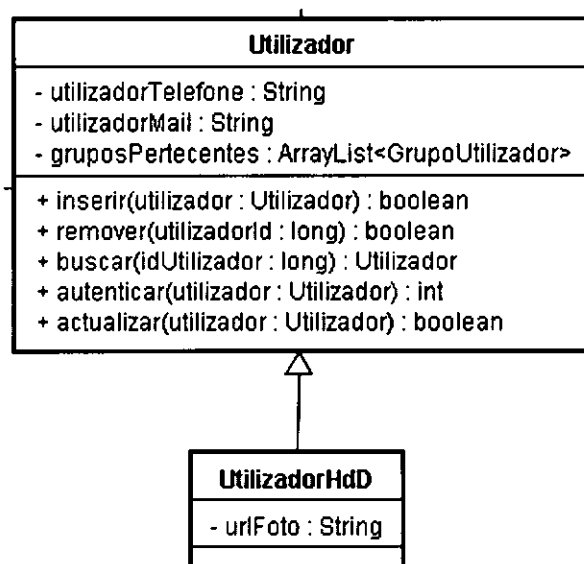 Utilizador
- utilizadorTelefone : String
- utilizadorMail : String
- gruposPertecentes : ArrayList<GrupoUtilizador>
+ inserir(utilizador : Utilizador) : boolean
+ remover(utilizadorId : long) : boolean
+ buscar(idUtilizador : long) : Utilizador
+ autenticar(utilizador : Utilizador) : int
+ actualizar(utilizador : Utilizador) : boolean
UtilizadorHdD
- urlFoto : String